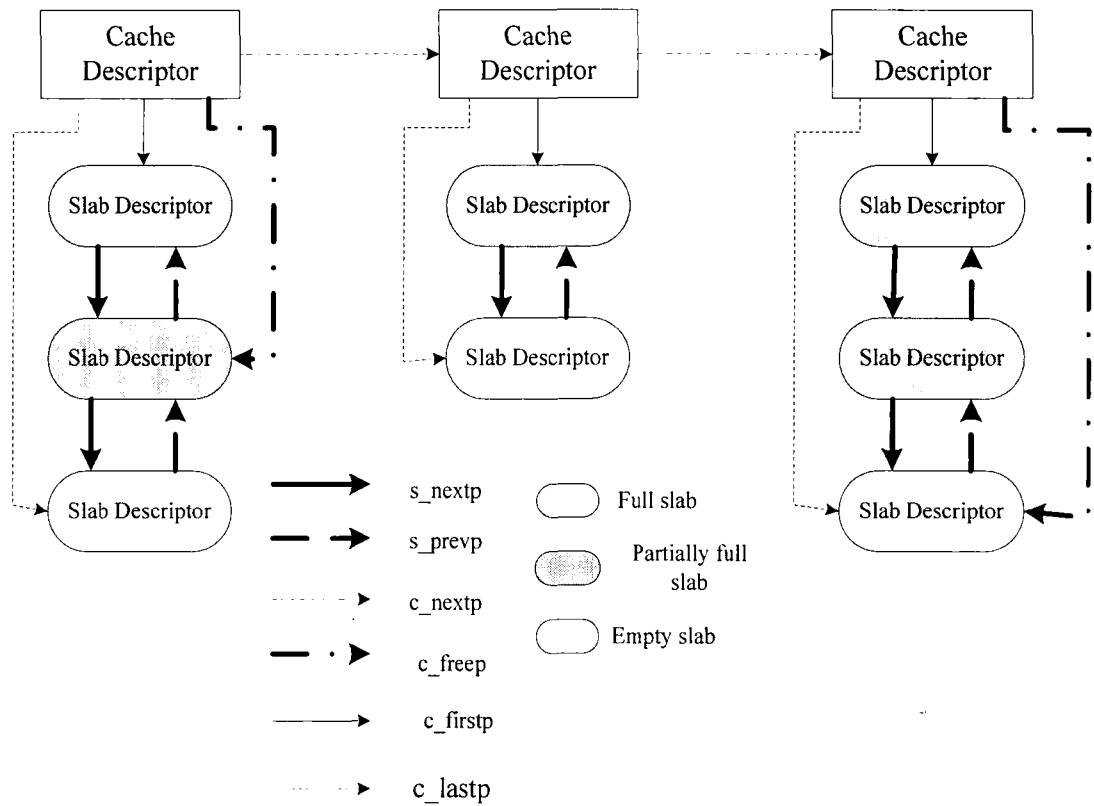 Cache
Descriptor
Cache
Descriptor
Cache
Descriptor
Slab Descriptor
Slab Descriptor
Slab Descriptor
Slab Descriptor
Slab Descriptor
Slab Descriptor
Slab Descriptor
Slab Descriptor
s_nextp
Full slab
s_prevp
Partially full
slab
c_nextp
Empty slab
c_freep
c_firstp
c_lastp